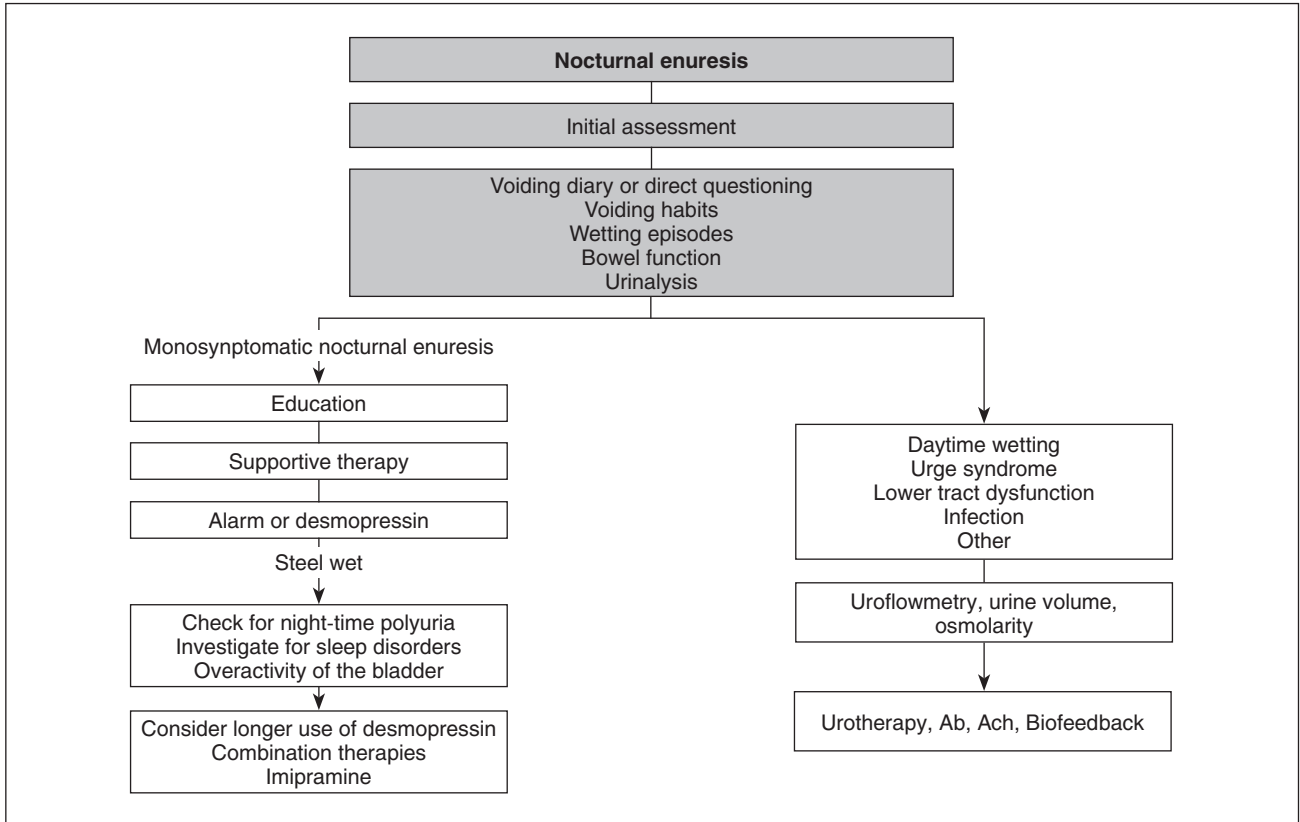 Nocturnal enuresis
Initial assessment
Voiding diary or direct questioning
Voiding habits
Wetting episodes
Bowel function
Urinalysis
Monosynptomatic nocturnal enuresis
Education
Supportive therapy
Alarm or desmopressin
Steel wet
Check for night-time polyuria
Investigate for sleep disorders
Overactivity of the bladder
Consider longer use of desmopressin
Combination therapies
Imipramine
Daytime wetting
Urge syndrome
Lower tract dysfunction
Infection
Other
Uroflowmetry, urine volume,
osmolarity
Urotherapy, Ab, Ach, Biofeedback